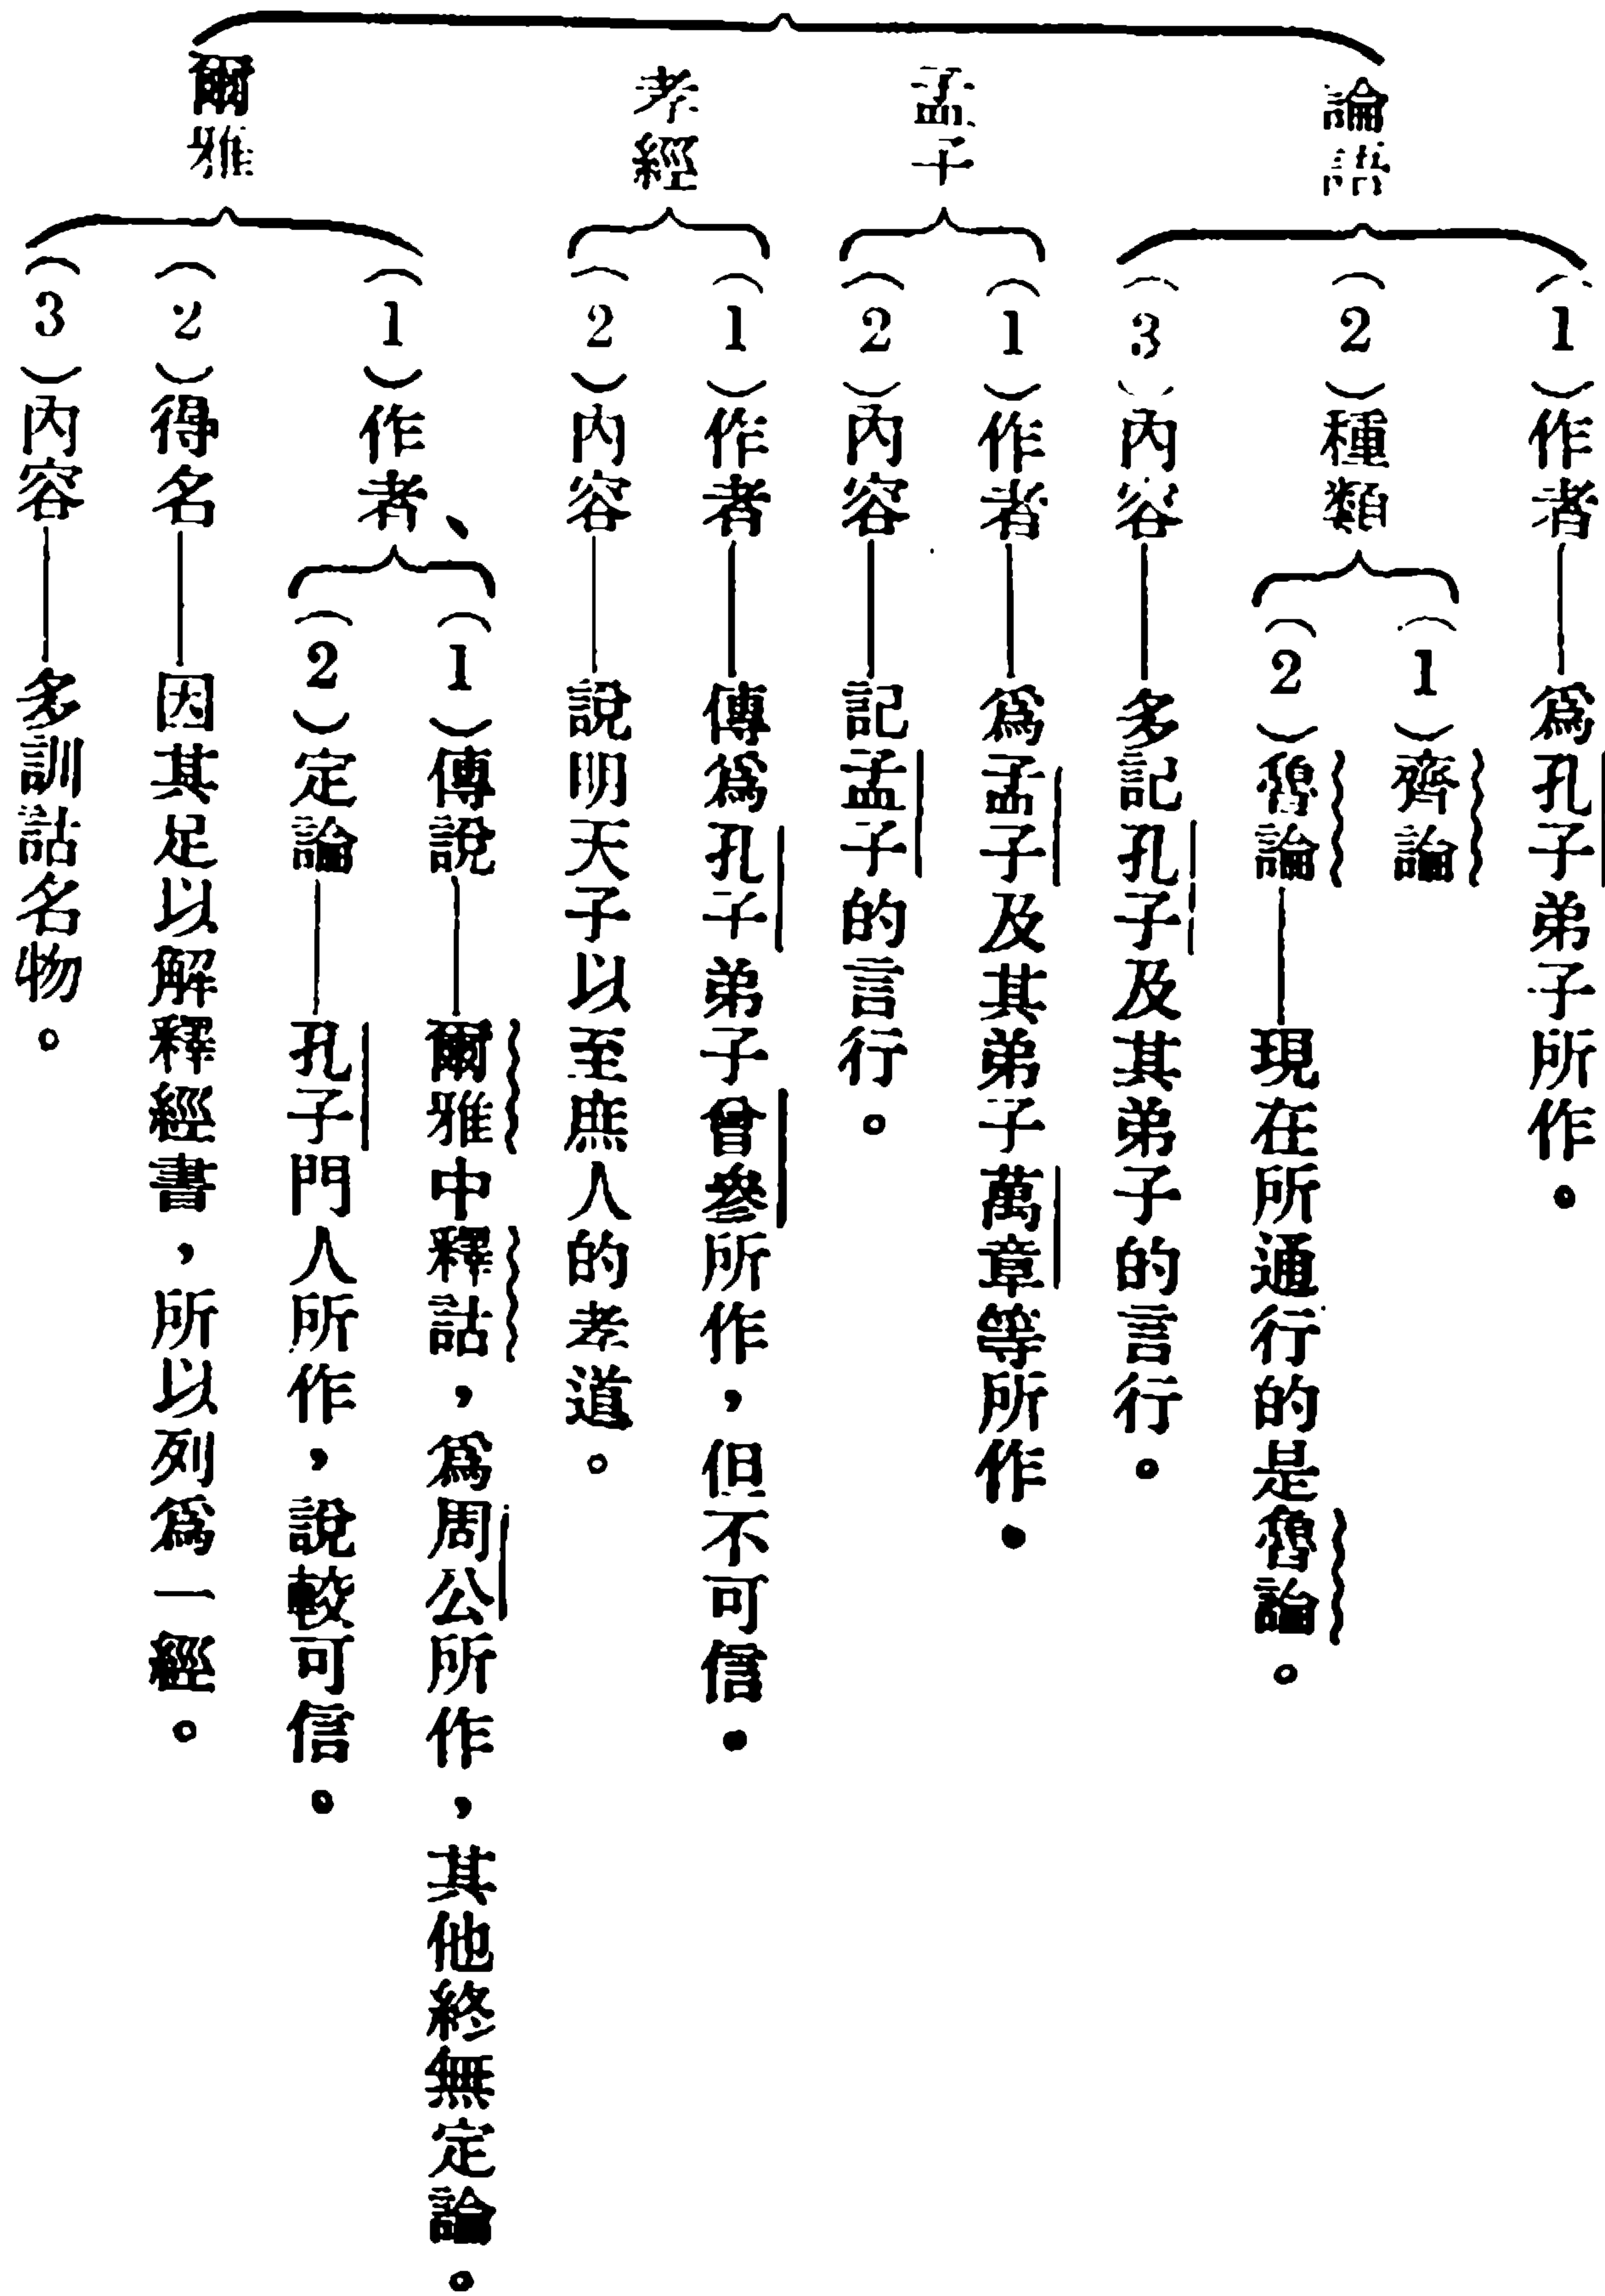 論語
（1）作者——爲孔子弟子所作。
（2）種類
（1）齊論
（2）魯論——現在所通行的是魯論。
（3）內容——多記孔子及其弟子的言行。
孟子
（1）作者——爲孟子及其弟子萬章等所作。
（2）內容——記孟子的言行。
孝經
（1）作者——傳爲孔子弟子曾參所作，但不可信。
（2）內容——說明天子以至庶人的孝道。
爾雅
（1）作者、
（1）傳說——爾雅中釋詁，爲周公所作，其他終無定論。
（2）定論——孔子門人所作，說較可信。
（2）得名——因其足以解釋經書，所以列爲一經。
（3）內容——多訓詁名物。